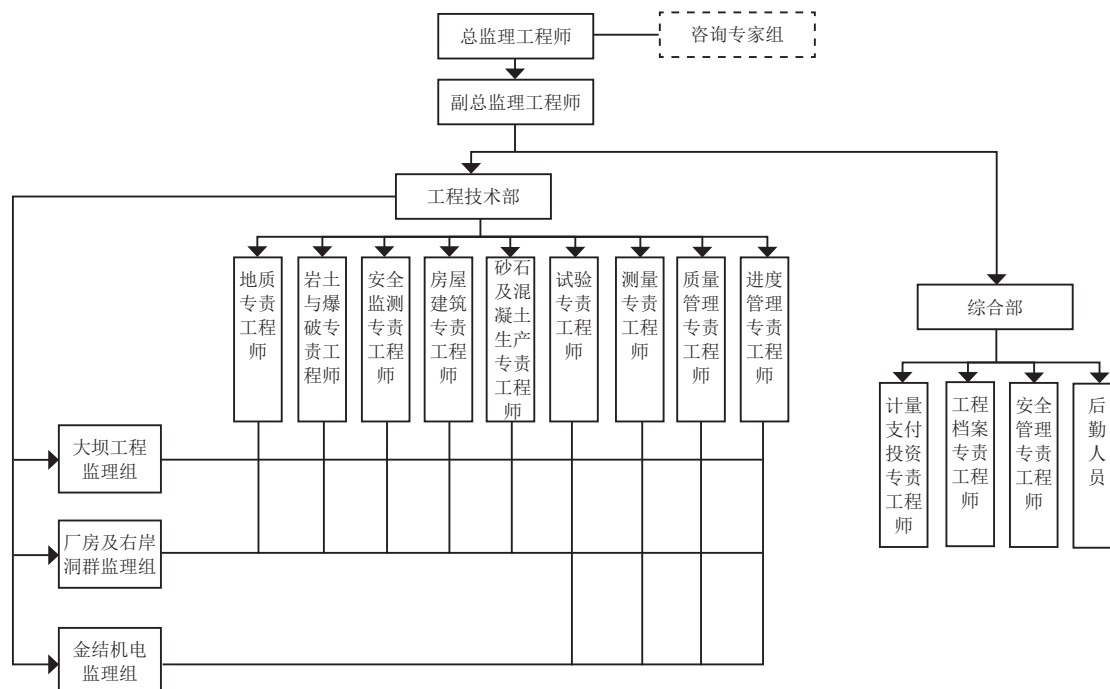 总监理工程师
咨询专家组
副总监理工程师
工程技术部
地质
专责
工程
师
岩土
与爆
破专
责工
程师
安全
监测
专责
工程
师
房屋
建筑
专责
工程
师
砂石
及混
凝土
生产
专责
工程
师
试验
专责
工程
师
测量
专责
工程
师
质量
管理
专责
工程
师
进度
管理
专责
工程
师
综合部
计量
支付
投资
专责
工程
师
工程
档案
专责
工程
师
安全
管理
专责
工程
师
后
勤
人
员
大坝工程
监理组
厂房及右岸
洞群监理组
金结机电
监理组